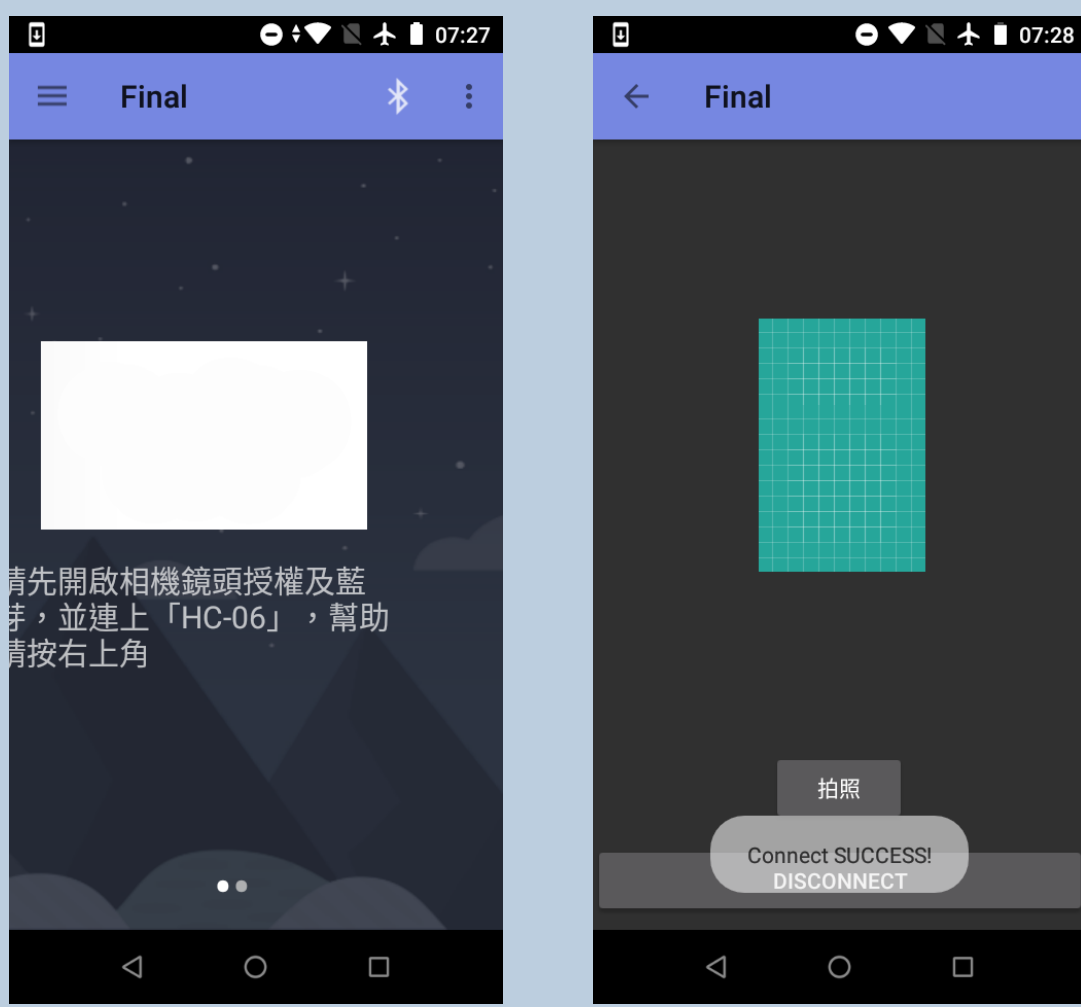 07:27
Final
請先開啟相機鏡頭授權及藍
芽，並連上「HC-06」，幫助
請按右上角
07:28
Final
拍照
Connect SUCCESS!
DISCONNECT